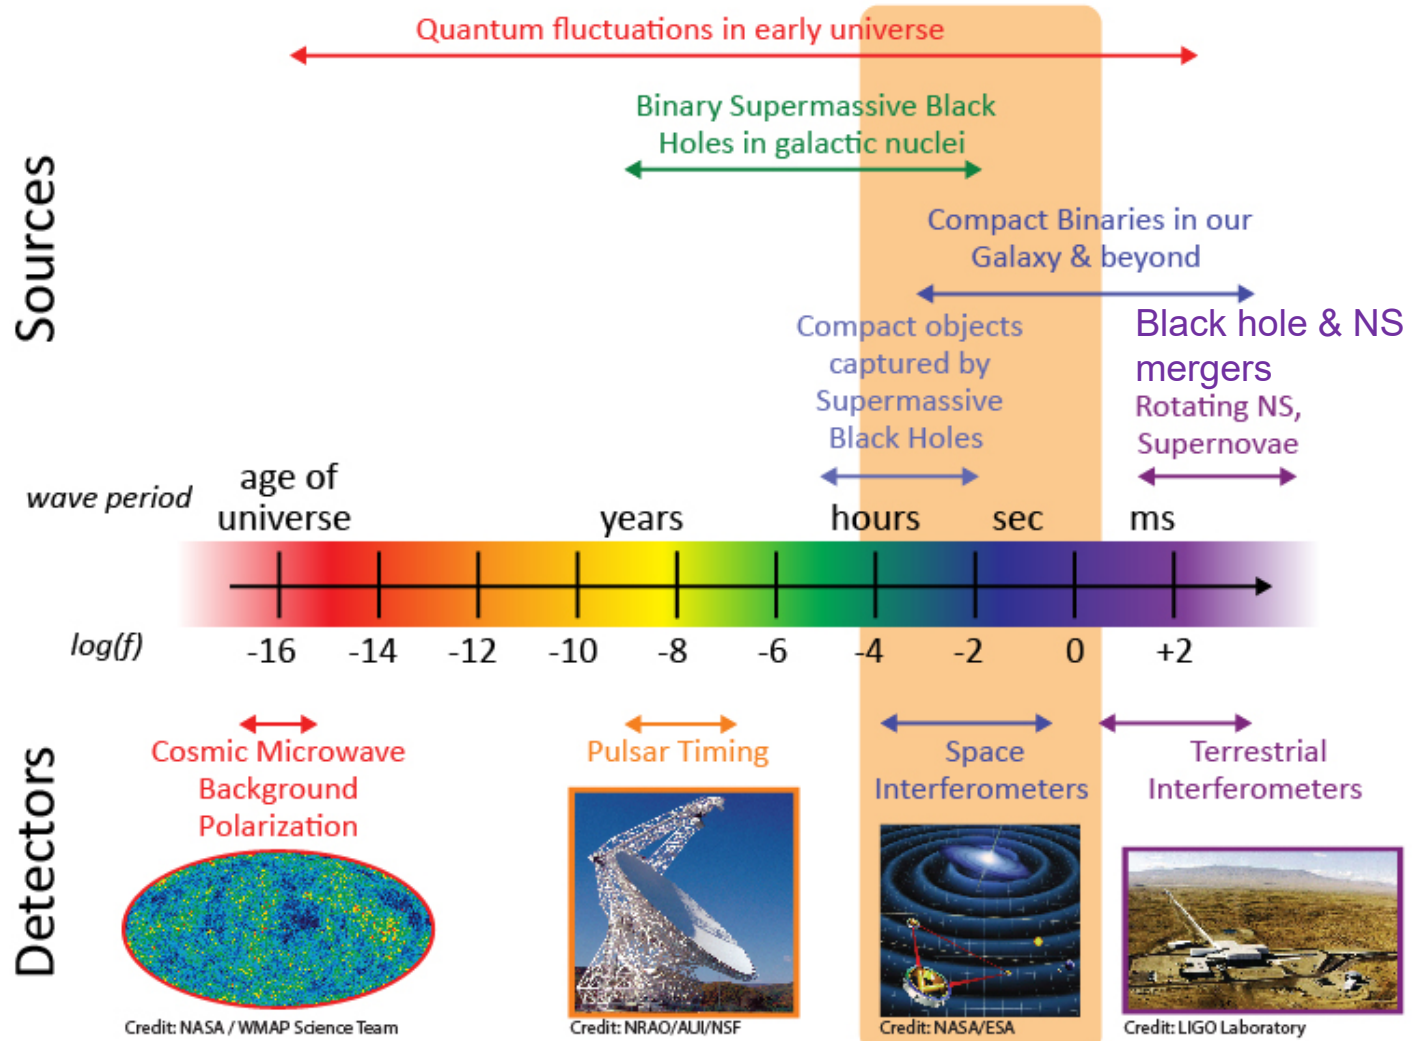 Sources
Quantum fluctuations in early universe
Binary Supermassive Black
Holes in galactic nuclei
Compact Binaries in our
Galaxy & beyond
Compact objects
captured by
Supermassive
Black Holes
Black hole & NS
mergers
Rotating NS,
Supernovae
wave period
age of
universe
years
hours
sec
ms
log(f)
-16
-14
-12
-10
-8
-6
-4
-2
0
+2
Detectors
Cosmic Microwave
Background
Polarization
Credit: NASA / WMAP Science Team
Pulsar Timing
Credit: NRAO/AUI/NSF
Space
Interferometers
Credit: NASA/ESA
Terrestrial
Interferometers
Credit: LIGO Laboratory